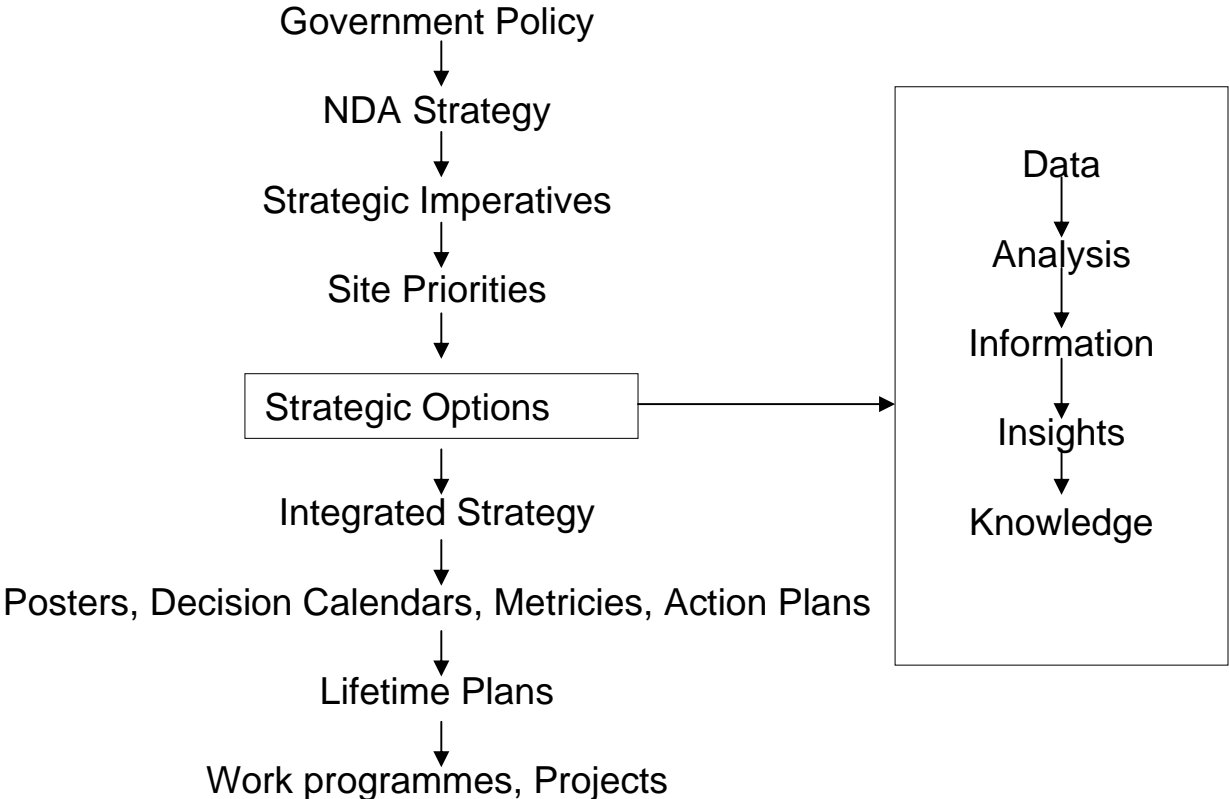 Government Policy
NDA Strategy
Strategic Imperatives
Site Priorities
Strategic Options
Integrated Strategy
Posters, Decision Calendars, Metricies, Action Plans
Lifetime Plans
Work programmes, Projects
Data
Analysis
Information
Insights
Knowledge